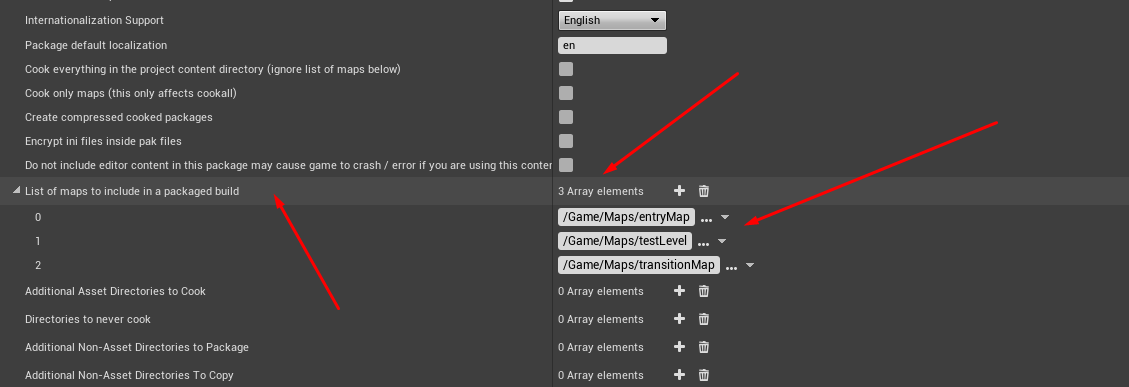 Internationalization Support English
Package default localization en
Cook everything in the project content directory (ignore list of maps below)
Cook only maps (this only affects cookall)
Create compressed cooked packages
Encrypt ini files inside pak files
Do not include editor content in this package may cause game to crash / error if you are using this conter
List of maps to include in a packaged build 3 Array elements
0 /Game/Maps/entryMap ...
1 /Game/Maps/testLevel ...
2 /Game/Maps/transitionMap ...
Additional Asset Directories to Cook 0 Array elements
Directories to never cook 0 Array elements
Additional Non-Asset Directories to Package 0 Array elements
Additional Non-Asset Directories To Copy 0 Array elements